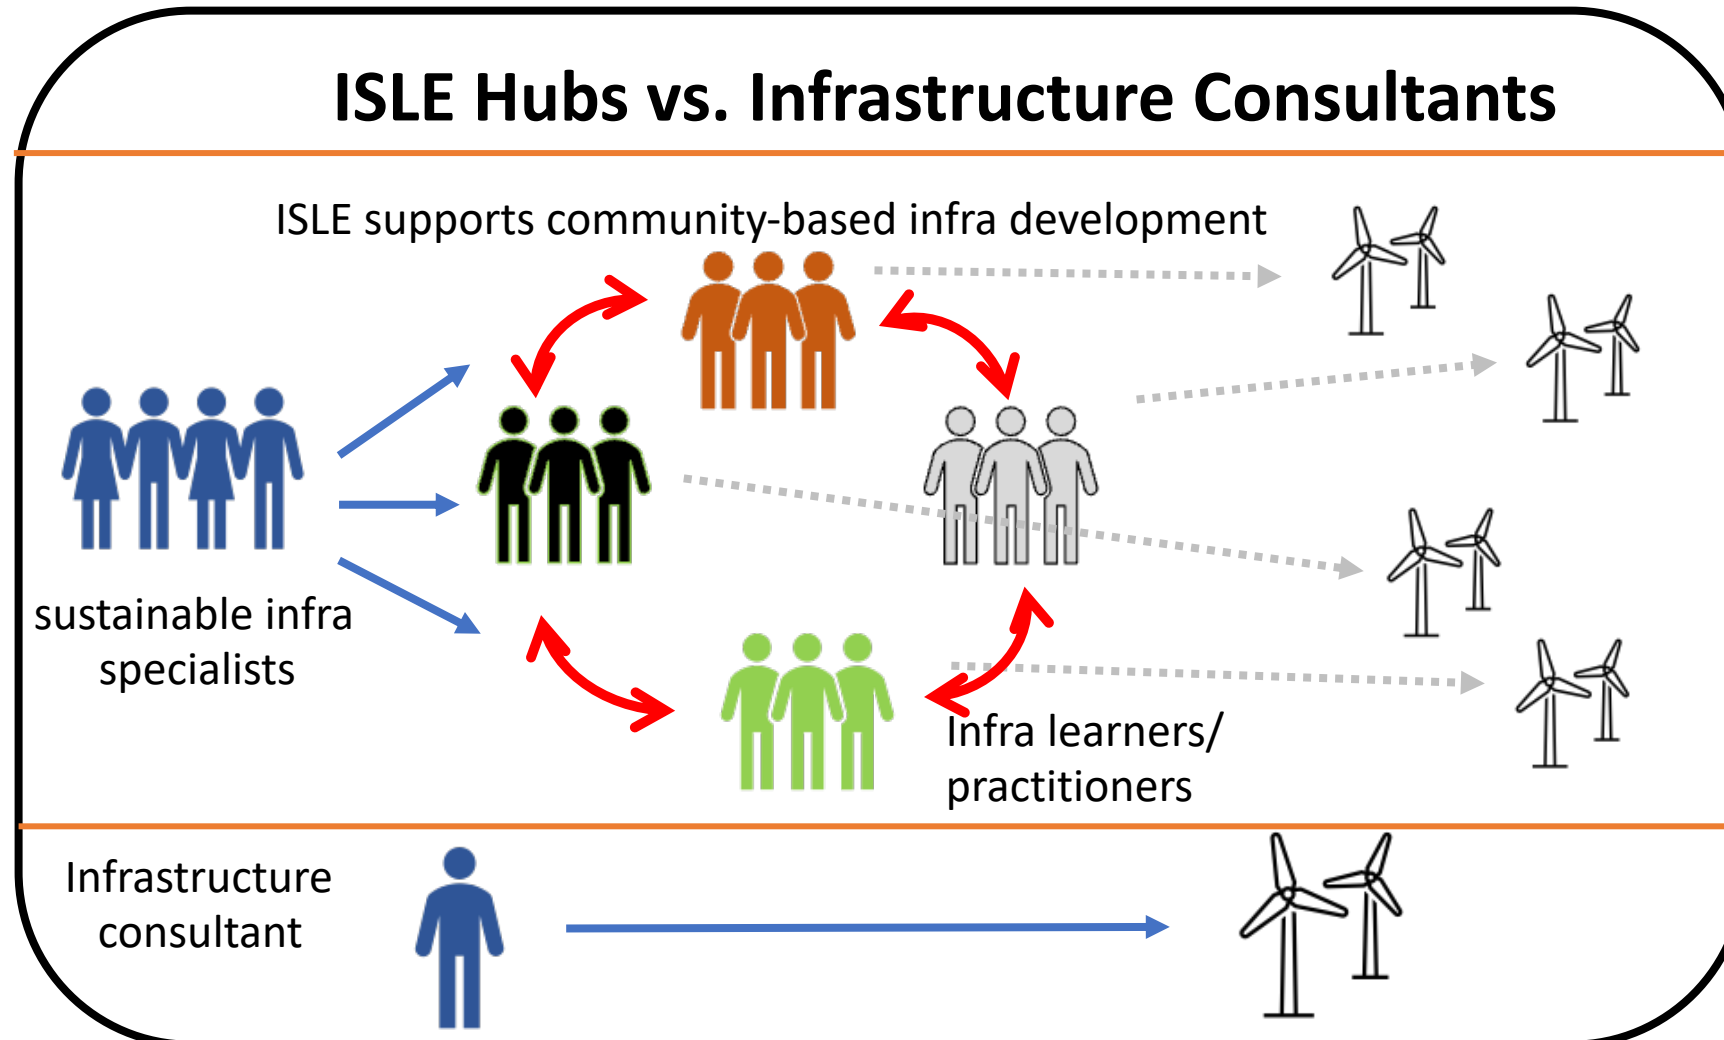 ISLE Hubs vs. Infrastructure Consultants
ISLE supports community-based infra development
sustainable infra
specialists
Infra learners/
practitioners
Infrastructure
consultant